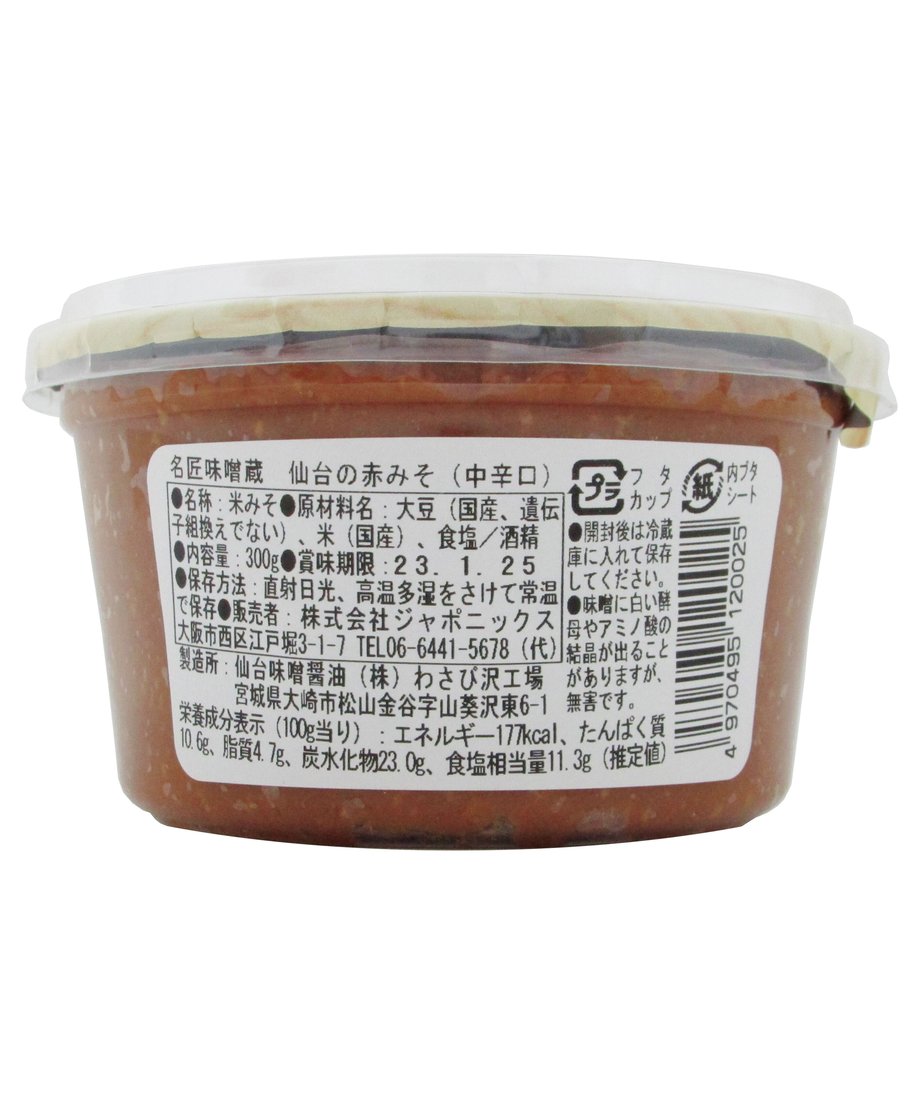 名匠味噌蔵　仙台の赤みそ（中辛口）
●名称：米みそ●原材料名：大豆（国産、遺伝
子組換えでない）、米（国産）、食塩／酒精
●内容量：300g●賞味期限：23.1.25
●保存方法：直射日光、高温多湿をさけて常温
で保存●販売者：株式会社ジャポニックス
大阪市西区江戸堀3-1-7 TEL06-6441-5678（代）
製造所：仙台味噌醤油（株）わさび沢工場
宮城県大崎市松山金谷字山葵沢東6-1
栄養成分表示（100g当り）：エネルギー177kcal、たんぱく質
10.6g、脂質4.7g、炭水化物23.0g、食塩相当量11.3g（推定値）
プラ
フタ
カップ
紙
内ブタ
シート
●開封後は冷蔵
庫に入れて保存
してください。
●味噌に白い酵
母やアミノ酸の
結晶が出ること
がありますが、
無害です。
4970495120025